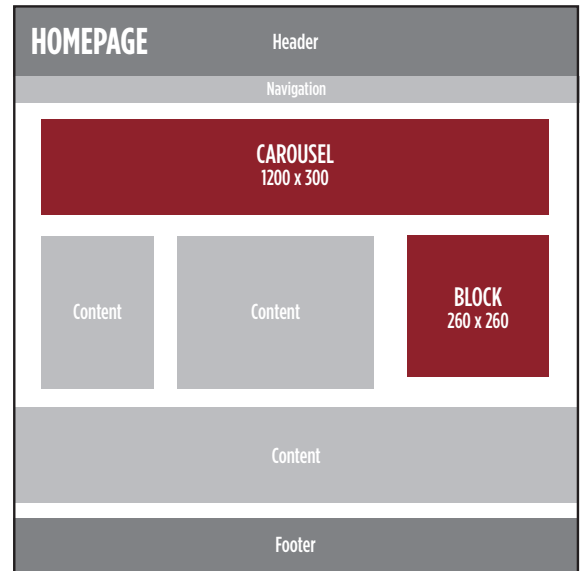 HOMEPAGE
Header
Navigation
CAROUSEL
1200 x 300
Content
Content
BLOCK
260 x 260
Content
Footer